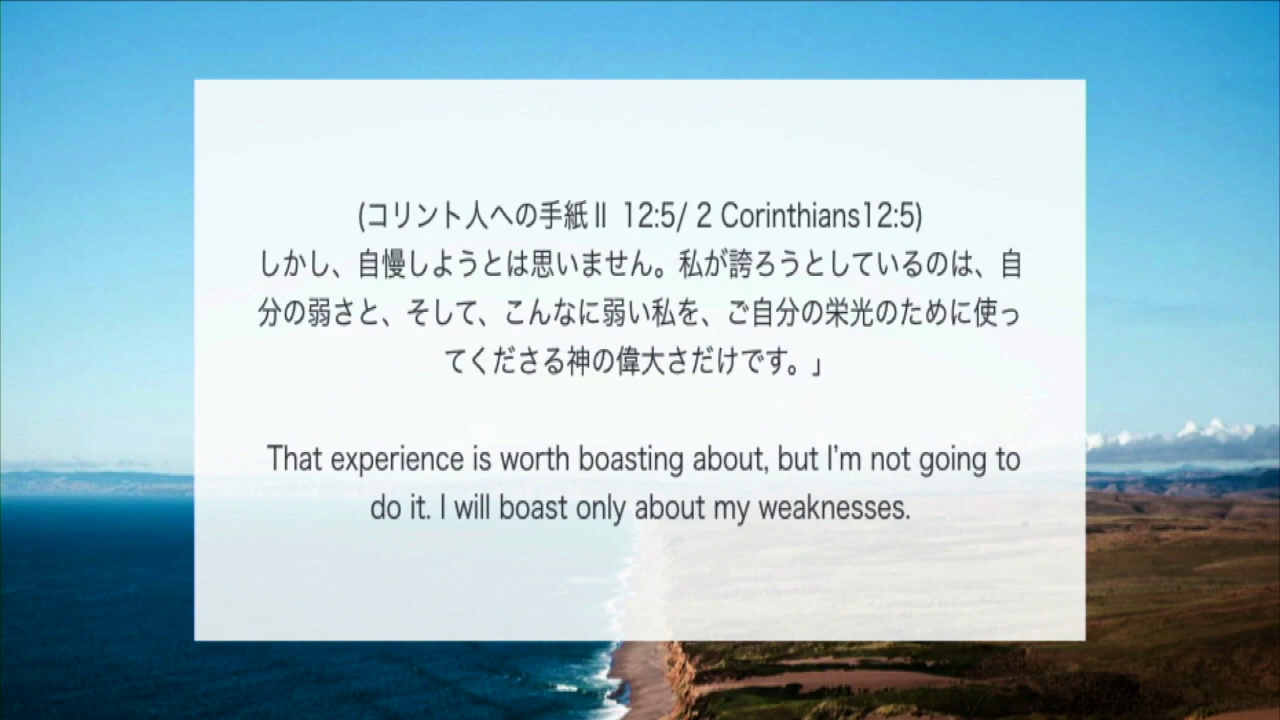 (コリント人への手紙Ⅱ 12:5/ 2 Corinthians12:5)
しかし、自慢しようとは思いません。私が誇ろうとしているのは、自
分の弱さと、そして、こんなに弱い私を、ご自分の栄光のために使っ
てくださる神の偉大さだけです。」
That experience is worth boasting about, but I'm not going to
do it. I will boast only about my weaknesses.